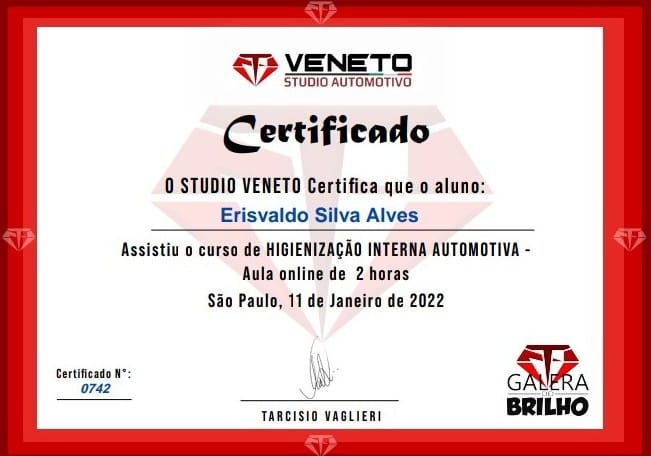 VENETO
STUDIO AUTOMOTIVO
Certificado
O STUDIO VENETO Certifica que o aluno:
Erisvaldo Silva Alves
Assistiu o curso de HIGIENIZAÇÃO INTERNA AUTOMOTIVA -
Aula online de 2 horas
São Paulo, 11 de Janeiro de 2022
Certificado N°:
0742
TARCISIO VAGLIERI
GALERA
DO
BRILHO